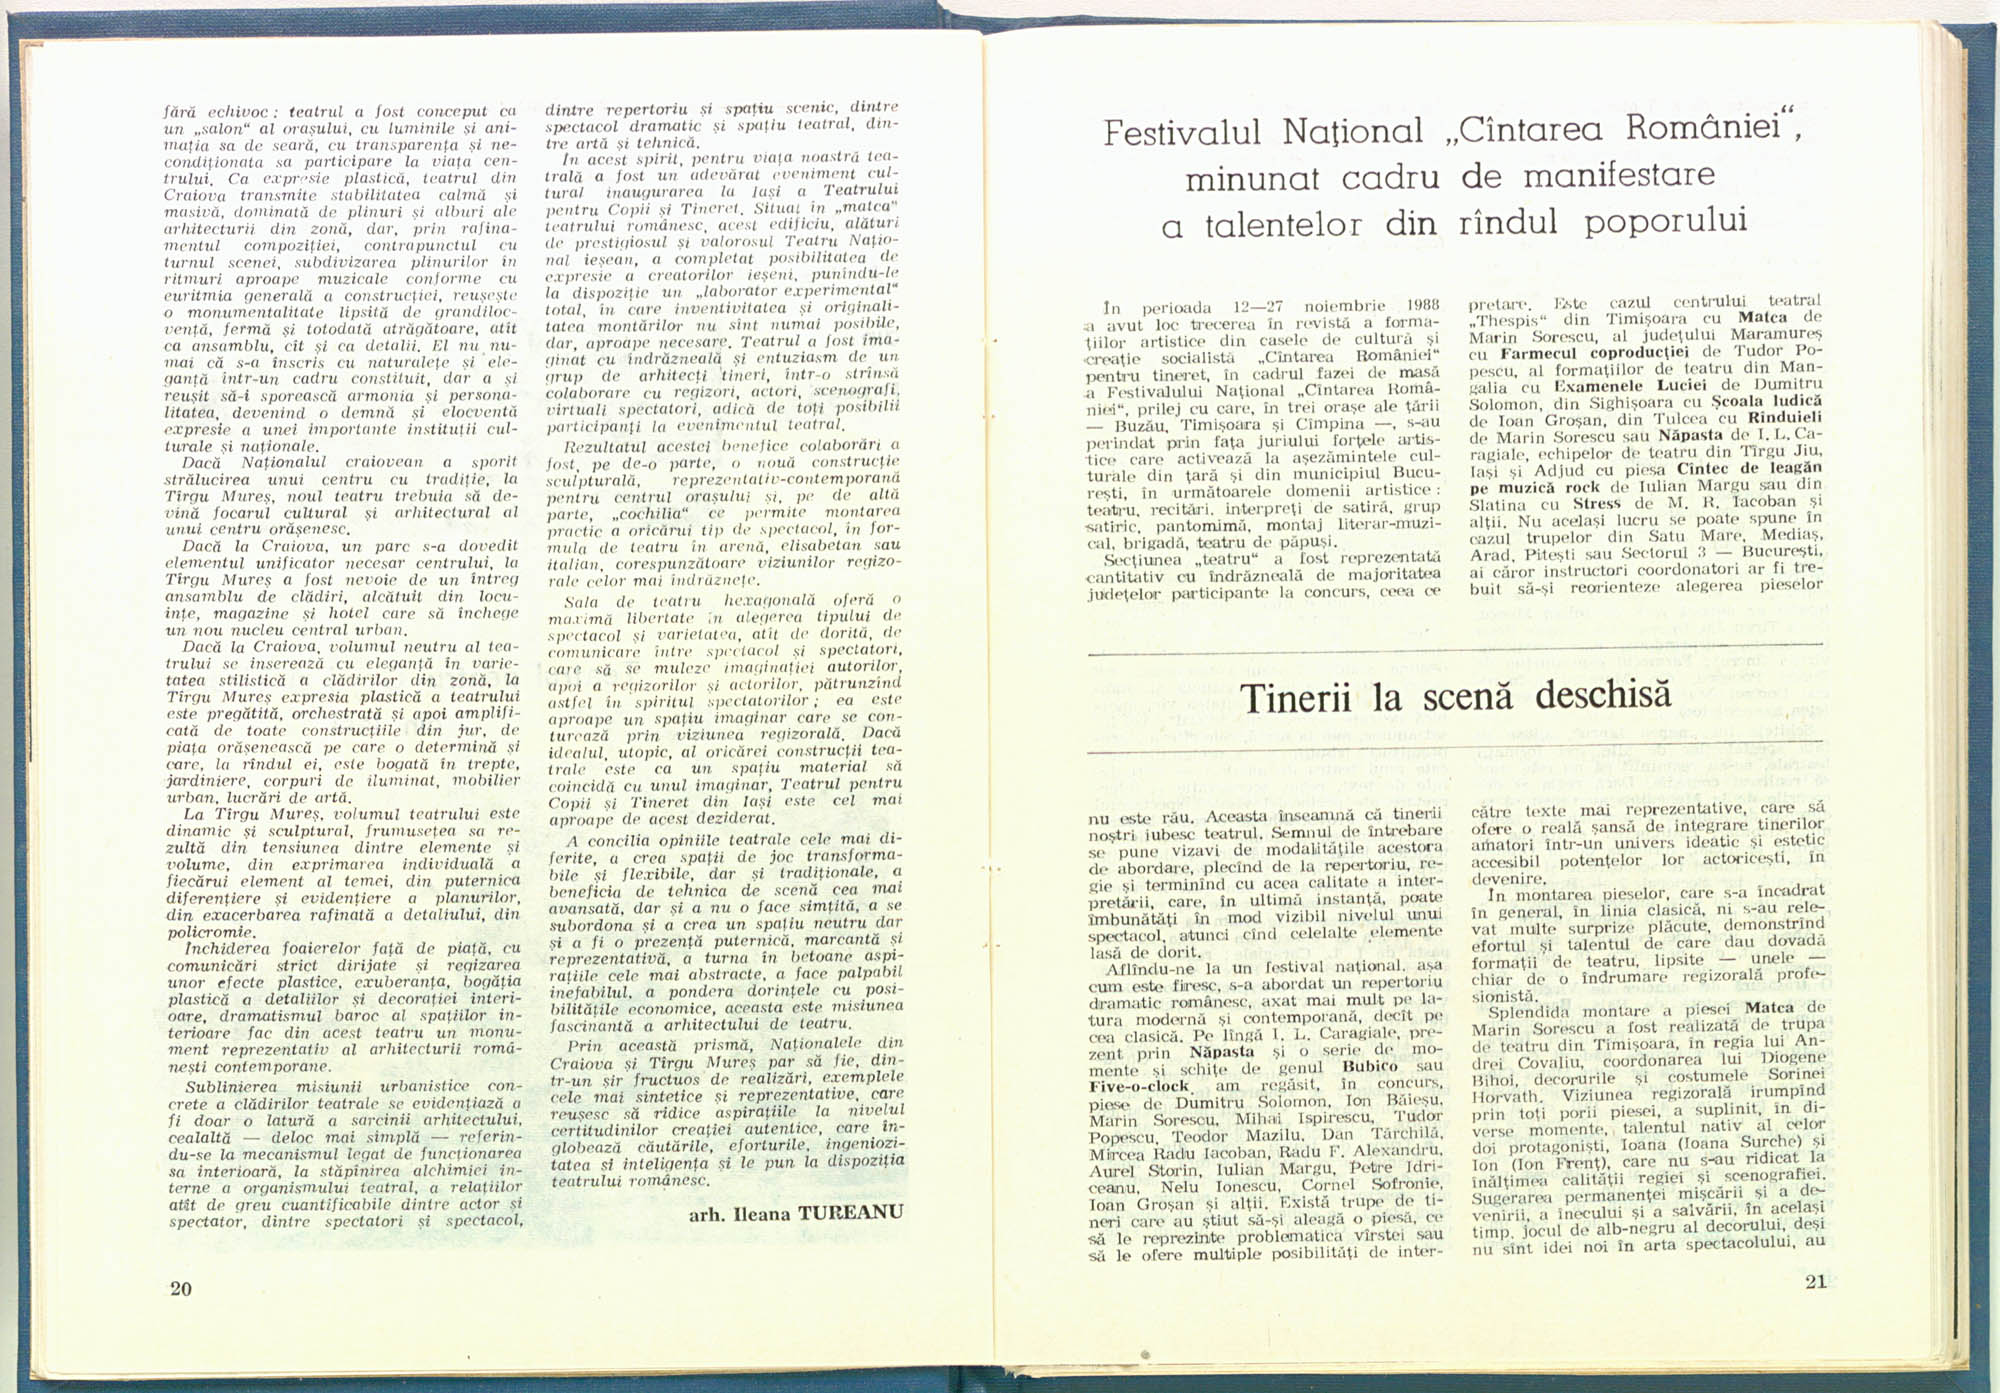 fără echivoc : teatrul a fost conceput ca
un „salon“ al orașului, cu luminile și ani-
mația sa de seară, cu transparența și ne-
condiționata sa participare la viața cen-
trului. Ca expresie plastică, teatrul din
Craiova transmite stabilitatea calmă și
masivă, dominată de plinuri și alburi ale
arhitecturii din zonă, dar, prin rafina-
mentul compoziției, contrapunctul cu
turnul scenei, subdivizarea plinurilor în
ritmuri aproape muzicale conforme cu
euritmia generală a construcției, reușește
o monumentalitate lipsită de grandiloc-
vență, fermă și totodată atrăgătoare, atît
ca ansamblu, cît și ca detalii. El nu nu-
mai că s-a înscris cu naturalețe și ele-
ganță într-un cadru constituit, dar a și
reușit să-i sporească armonia și persona-
litatea, devenind o demnă și elocventă
expresie a unei importante instituții cul-
turale și naționale.
Dacă Naționalul craiovean a sporit
strălucirea unui centru cu tradiție, la
Tîrgu Mureș, noul teatru trebuia să de-
vină focarul cultural și arhitectural al
unui centru orășenesc.
Dacă la Craiova, un parc s-a dovedit
elementul unificator necesar centrului, la
Tîrgu Mureș a fost nevoie de un întreg
ansamblu de clădiri, alcătuit din locu-
ințe, magazine și hotel care să închege
un nou nucleu central urban.
Dacă la Craiova, volumul neutru al tea-
trului se inserează cu eleganță în varie-
tatea stilistică a clădirilor din zonă, la
Tîrgu Mureș expresia plastică a teatrului
este pregătită, orchestrată și apoi amplifi-
cată de toate construcțiile din jur, de
piața orășenească pe care o determină și
care, la rîndul ei, este bogată în trepte,
jardiniere, corpuri de iluminat, mobilier
urban, lucrări de artă.
La Tîrgu Mureș, volumul teatrului este
dinamic și sculptural, frumusețea sa re-
zultă din tensiunea dintre elemente și
volume, din exprimarea individuală a
fiecărui element al temei, din puternica
diferențiere și evidențiere a planurilor,
din exacerbarea rafinată a detaliului, din
policromie.
Inchiderea foaierelor față de piață, cu
comunicări strict dirijate și regizarea
unor efecte plastice, exuberanța, bogăția
plastică a detaliilor și decorației interi-
oare, dramatismul baroc al spațiilor in-
terioare fac din acest teatru un monu-
ment reprezentativ al arhitecturii româ-
nești contemporane.
Sublinierea misiunii urbanistice con-
crete a clădirilor teatrale se evidențiază a
fi doar o latură a sarcinii arhitectului,
cealaltă — deloc mai simplă — referin-
du-se la mecanismul legat de funcționarea
sa interioară, la stăpînirea alchimiei in-
terne a organismului teatral, a relațiilor
atît de greu cuantificabile dintre actor și
spectator, dintre spectatori și spectacol,
20
dintre repertoriu și spațiu scenic, dintre
spectacol dramatic și spațiu teatral, din-
tre artă și tehnică.
In acest spirit, pentru viața noastră tea-
trală a fost un adevărat eveniment cul-
tural inaugurarea la Iași a Teatrului
pentru Copii și Tineret. Situat în „matca“
teatrului românesc, acest edificiu, alături
de prestigiosul și valorosul Teatru Națio-
nal ieșean, a completat posibilitatea de
expresie a creatorilor ieșeni, punîndu-le
la dispoziție un „laborator experimental“
total, în care inventivitatea și originali-
tatea montărilor nu sînt numai posibile,
dar, aproape necesare. Teatrul a fost ima-
ginat cu îndrăzneală și entuziasm de un
grup de arhitecți tineri, într-o strînsă
colaborare cu regizori, actori, scenografi,
virtuali spectatori, adică de toți posibilii
participanți la evenimentul teatral.
Rezultatul acestei benefice colaborări a
fost, pe de-o parte, o nouă construcție
sculpturală, reprezentativ-contemporană
pentru centrul orașului și, pe de altă
parte, „cochilia“ ce permite montarea
practic a oricărui tip de spectacol, în for-
mula de teatru în arenă, elisabetan sau
italian, corespunzătoare viziunilor regizo-
rale celor mai îndrăznețe.
Sala de teatru hexagonală oferă o
maximă libertate în alegerea tipului de
spectacol și varietatea, atît de dorită, de
comunicare între spectacol și spectatori,
care să se muleze imaginației autorilor,
apoi a regizorilor și actorilor, pătrunzînd
astfel în spiritul spectatorilor ; ea este
aproape un spațiu imaginar care se con-
turează prin viziunea regizorală. Dacă
idealul, utopic, al oricărei construcții tea-
trale este ca un spațiu material să
coincidă cu unul imaginar, Teatrul pentru
Copii și Tineret din Iași este cel mai
aproape de acest deziderat.
A concilia opiniile teatrale cele mai di-
ferite, a crea spații de joc transforma-
bile și flexibile, dar și tradiționale, a
beneficia de tehnica de scenă cea mai
avansată, dar și a nu o face simțită, a se
subordona și a crea un spațiu neutru dar
și a fi o prezență puternică, marcantă și
reprezentativă, a turna în betoane aspi-
rațiile cele mai abstracte, a face palpabil
inefabilul, a pondera dorințele cu posi-
bilitățile economice, aceasta este misiunea
fascinantă a arhitectului de teatru.
Prin această prismă, Naționalele din
Craiova și Tîrgu Mureș par să fie, din-
tr-un șir fructuos de realizări, exemplele
cele mai sintetice și reprezentative, care
reușesc să ridice aspirațiile la nivelul
certitudinilor creației autentice, care în-
globează căutările, eforturile, ingeniozi-
tatea si inteligența și le pun la dispoziția
teatrului românesc.
arh. Ileana TUREANU
Festivalul Național „Cîntarea României“,
minunat cadru de manifestare
a talentelor din rîndul poporului
În perioada 12—27 noiembrie 1988
a avut loc trecerea în revistă a forma-
țiilor artistice din casele de cultură și
creație socialistă „Cîntarea României“
pentru tineret, în cadrul fazei de masă
a Festivalului Național „Cîntarea Româ-
niei“, prilej cu care, în trei orașe ale țării
— Buzău, Timișoara și Cîmpina —, s-au
perindat prin fața juriului forțele artis-
tice care activează la așezămintele cul-
turale din țară și din municipiul Bucu-
rești, în următoarele domenii artistice :
teatru, recitări, interpreți de satiră, grup
satiric, pantomimă, montaj literar-muzi-
cal, brigadă, teatru de păpuși.
Secțiunea „teatru“ a fost reprezentată
cantitativ cu îndrăzneală de majoritatea
județelor participante la concurs, ceea ce
pretare. Este cazul centrului teatral
„Thespis“ din Timișoara cu Matca de
Marin Sorescu, al județului Maramureș
cu Farmecul coproducției de Tudor Po-
pescu, al formațiilor de teatru din Man-
galia cu Examenele Luciei de Dumitru
Solomon, din Sighișoara cu Școala ludică
de Ioan Groșan, din Tulcea cu Rînduieli
de Marin Sorescu sau Năpasta de I. L. Ca-
ragiale, echipelor de teatru din Tîrgu Jiu,
Iași și Adjud cu piesa Cîntec de leagăn
pe muzică rock de Iulian Margu sau din
Slatina cu Stress de M. R. Iacoban și
alții. Nu același lucru se poate spune în
cazul trupelor din Satu Mare, Mediaș,
Arad, Pitești sau Sectorul 3 — București,
ai căror instructori coordonatori ar fi tre-
buit să-și reorienteze alegerea pieselor
Tinerii la scenă deschisă
nu este rău. Aceasta înseamnă că tinerii
noștri iubesc teatrul. Semnul de întrebare
se pune vizavi de modalitățile acestora
de abordare, plecînd de la repertoriu, re-
gie și terminînd cu acea calitate a inter-
pretării, care, în ultimă instanță, poate
îmbunătăți în mod vizibil nivelul unui
spectacol, atunci cînd celelalte elemente
lasă de dorit.
Aflîndu-ne la un festival național, așa
cum este firesc, s-a abordat un repertoriu
dramatic românesc, axat mai mult pe la-
tura modernă și contemporană, decît pe
cea clasică. Pe lîngă I. L. Caragiale, pre-
zent prin Năpasta și o serie de mo-
mente și schițe de genul Bubico sau
Five-o-clock, am regăsit, în concurs,
piese de Dumitru Solomon, Ion Băieșu,
Marin Sorescu, Mihai Ispirescu, Tudor
Popescu, Teodor Mazilu, Dan Tărchilă,
Mircea Radu Iacoban, Radu F. Alexandru,
Aurel Storin, Iulian Margu, Petre Idri-
ceanu, Nelu Ionescu, Cornel Sofronie,
Ioan Groșan și alții. Există trupe de ti-
neri care au știut să-și aleagă o piesă, ce
să le reprezinte problematica vîrstei sau
să le ofere multiple posibilități de inter-
către texte mai reprezentative, care să
ofere o reală șansă de integrare tinerilor
amatori într-un univers ideatic și estetic
accesibil potențelor lor actoricești, în
devenire.
In montarea pieselor, care s-a încadrat
în general, în linia clasică, ni s-au rele-
vat multe surprize plăcute, demonstrînd
efortul și talentul de care dau dovadă
formații de teatru, lipsite — unele —
chiar de o îndrumare regizorală profe-
sionistă.
Splendida montare a piesei Matca de
Marin Sorescu a fost realizată de trupa
de teatru din Timișoara, în regia lui An-
drei Covaliu, coordonarea lui Diogene
Bihoi, decorurile și costumele Sorinei
Horvath. Viziunea regizorală irumpînd
prin toți porii piesei, a suplinit, în di-
verse momente, talentul nativ al celor
doi protagoniști, Ioana (Ioana Surche) și
Ion (Ion Frenț), care nu s-au ridicat la
înălțimea calității regiei și scenografiei.
Sugerarea permanenței mișcării și a de-
venirii, a înecului și a salvării, în același
timp, jocul de alb-negru al decorului, deși
nu sînt idei noi în arta spectacolului, au
21